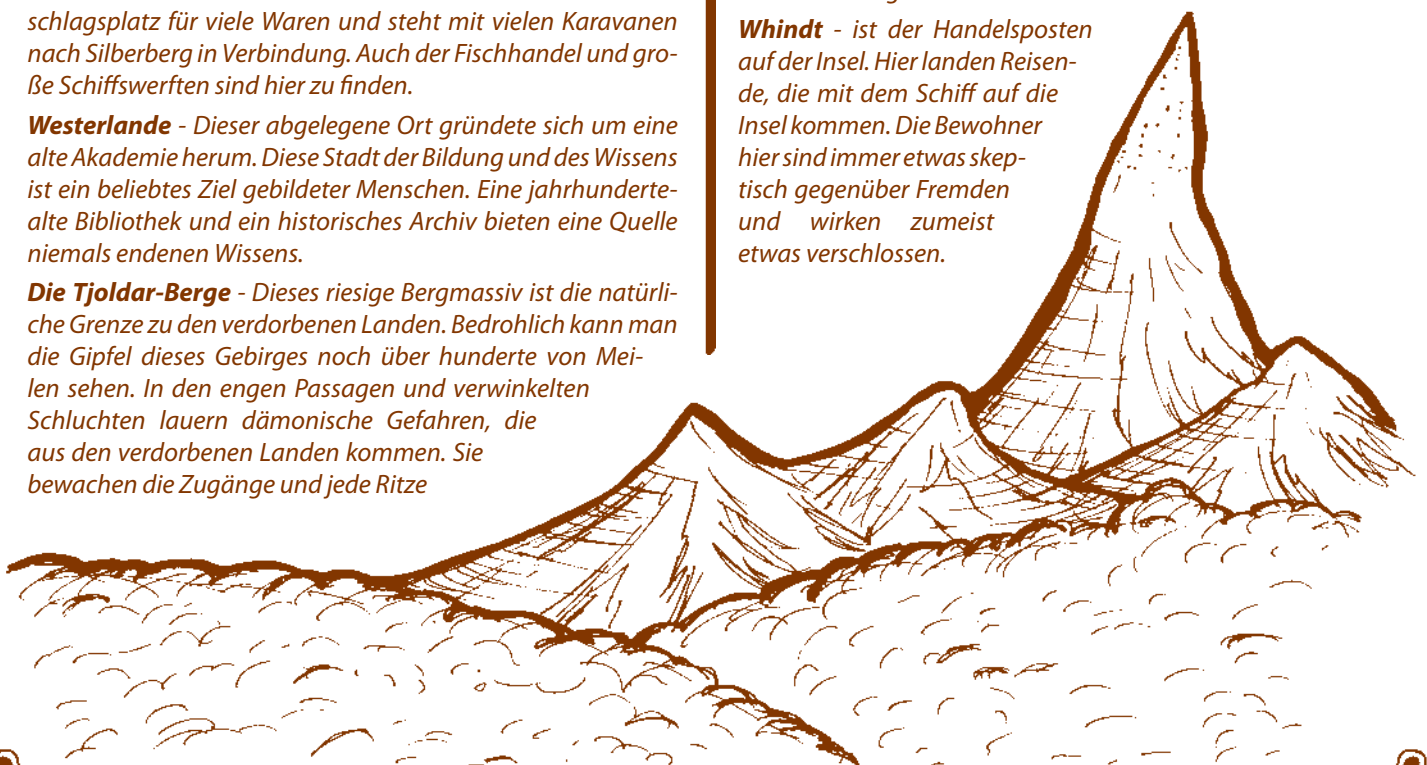 schlagsplatz für viele Waren und steht mit vielen Karavanen
nach Silberberg in Verbindung. Auch der Fischhandel und gro-
ße Schiffswerften sind hier zu finden.
Westerlande - Dieser abgelegene Ort gründete sich um eine
alte Akademie herum. Diese Stadt der Bildung und des Wissens
ist ein beliebtes Ziel gebildeter Menschen. Eine jahrhunderte-
alte Bibliothek und ein historisches Archiv bieten eine Quelle
niemals endenen Wissens.
Die Tjoldar-Berge - Dieses riesige Bergmassiv ist die natürli-
che Grenze zu den verdorbenen Landen. Bedrohlich kann man
die Gipfel dieses Gebirges noch über hunderte von Mei-
len sehen. In den engen Passagen und verwinkelten
Schluchten lauern dämonische Gefahren, die
aus den verdorbenen Landen kommen. Sie
bewachen die Zugänge und jede Ritze
Whindt - ist der Handelsposten
auf der Insel. Hier landen Reisen-
de, die mit dem Schiff auf die
Insel kommen. Die Bewohner
hier sind immer etwas skep-
tisch gegenüber Fremden
und wirken zumeist
etwas verschlossen.